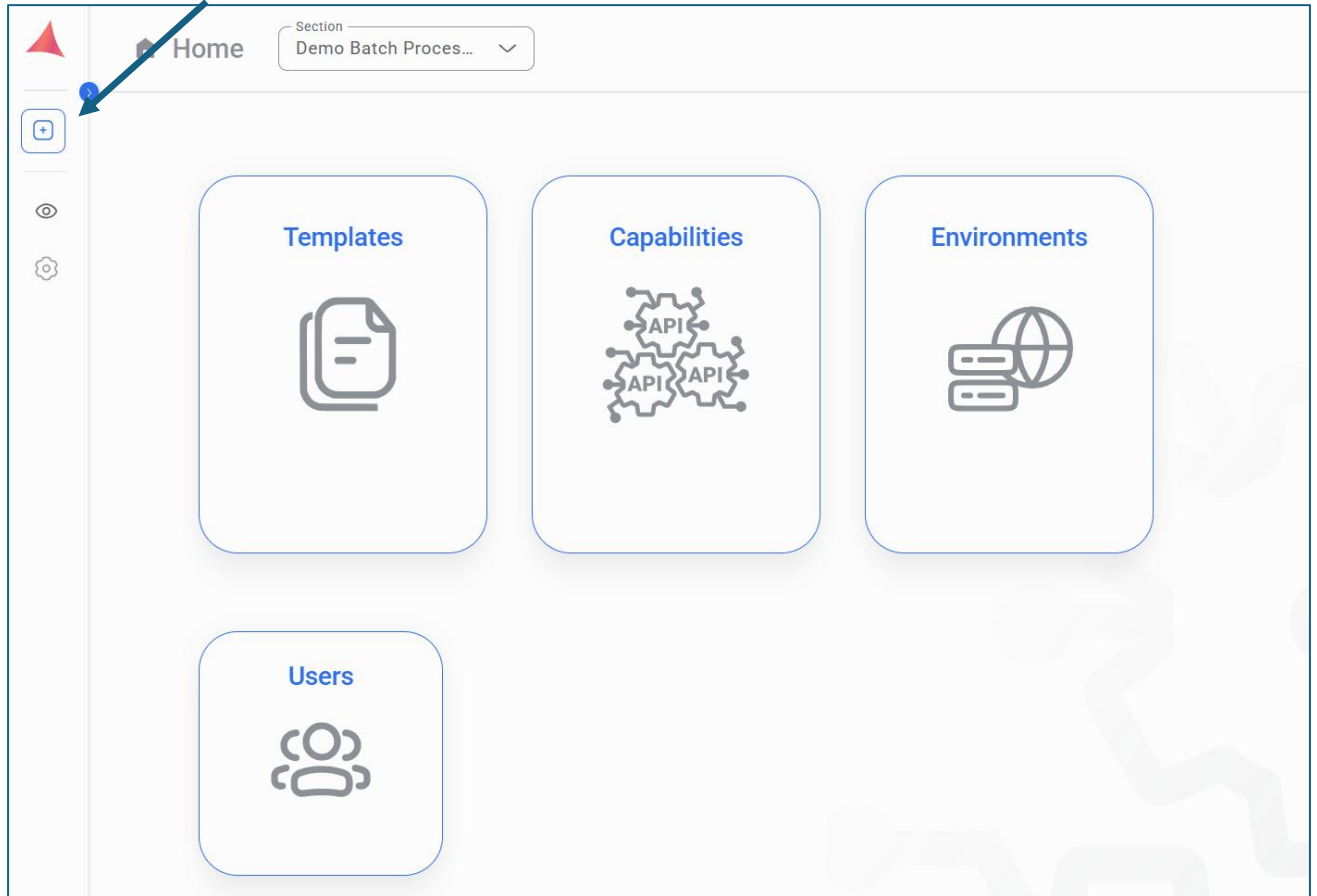 Section
Home
Demo Batch Proces...
Templates
Capabilities
Environments
API
API
API
Users